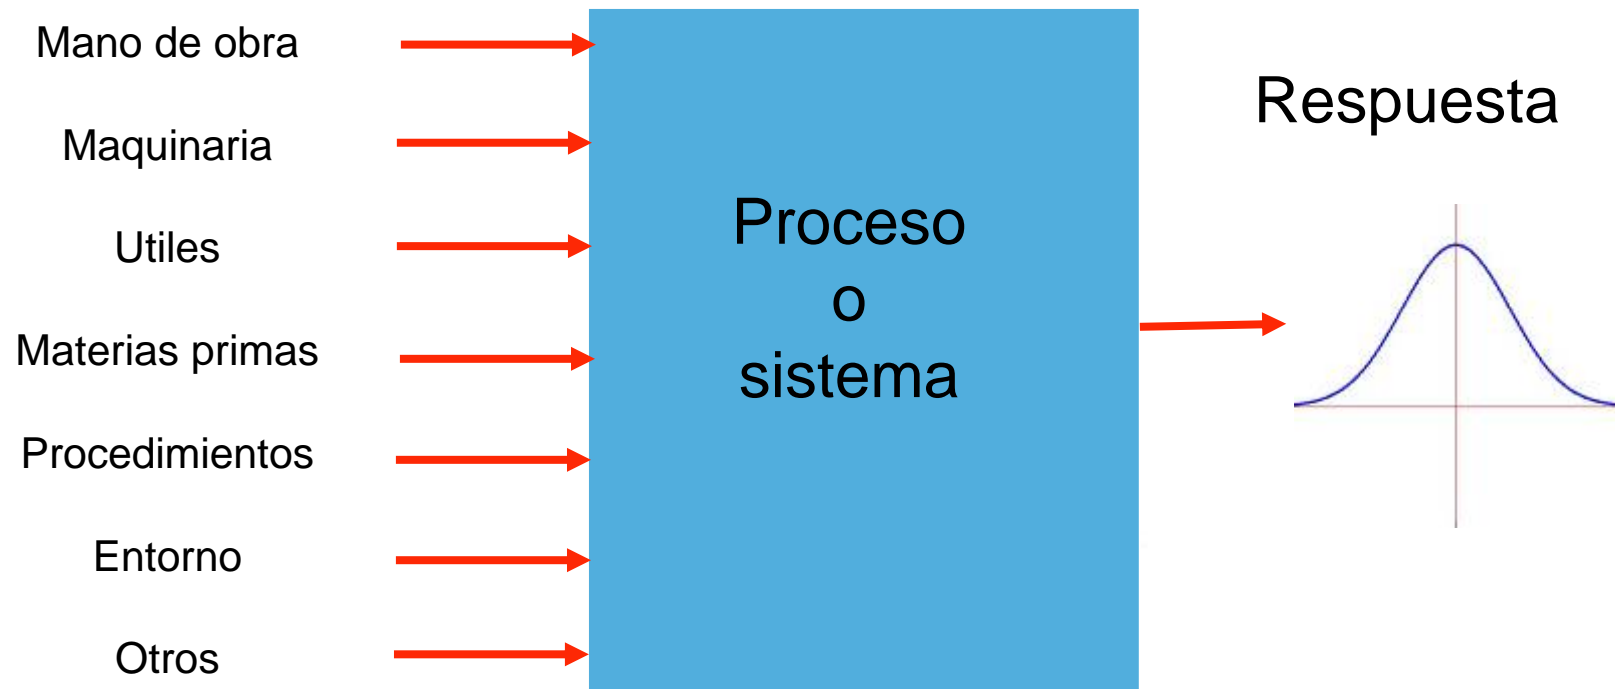 Mano de obra
Maquinaria
Utiles
Materias primas
Procedimientos
Entorno
Otros
Proceso
o
sistema
Respuesta